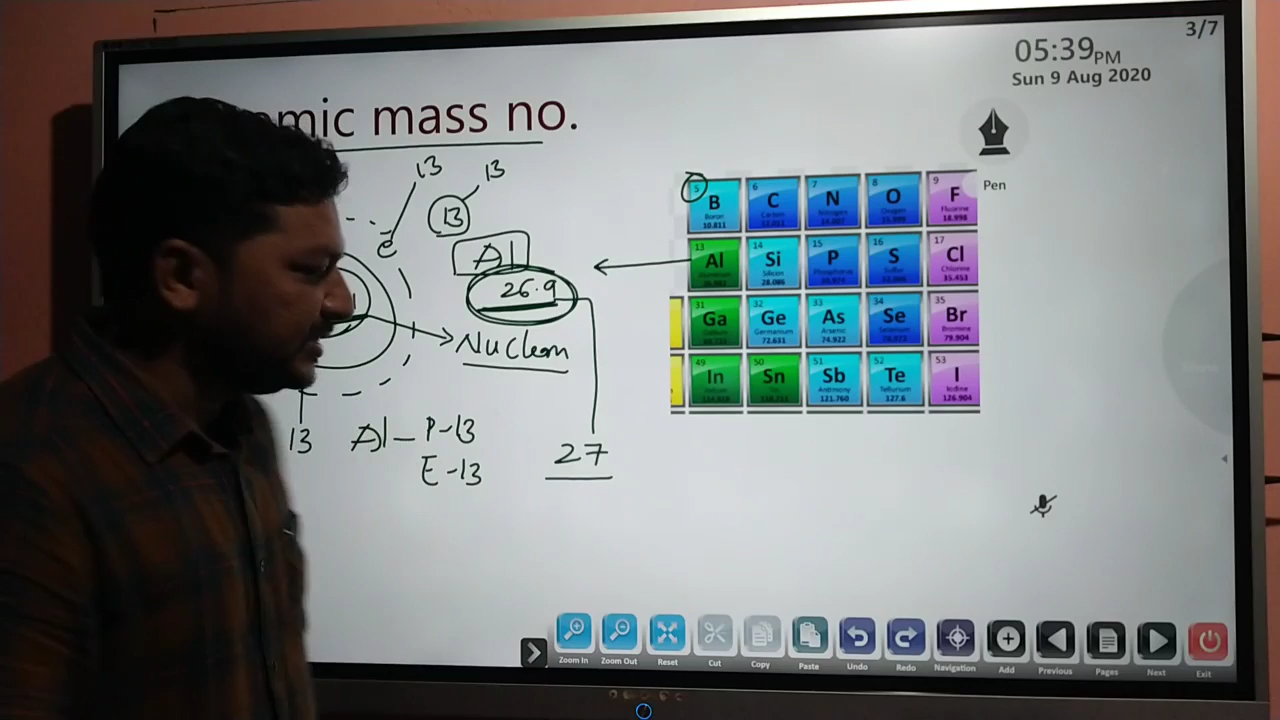 3/7
05:39PM
Sun 9 Aug 2020
mic mass no.
Pen
13
13
13
e
Al
26.9
Nucleon
13
Al - P-13
E-13
27
5 B Boron 10.811
6 C Carbon
7 N Nitrogen
8 O Oxygen
9 F Fluorine 18.998
13 Al
14 Si Silicon 28.086
15 P Phosphorus
16 S Sulfur
17 Cl Chlorine 35.453
31 Ga
32 Ge Germanium 72.631
33 As Arsenic 74.922
34 Se Selenium
35 Br Bromine 79.904
49 In
50 Sn
51 Sb Antimony 121.760
52 Te Tellurium 127.6
53 I Iodine 126.904
Zoom In
Zoom Out
Reset
Cut
Copy
Paste
Undo
Redo
Navigation
Add
Previous
Pages
Next
Exit